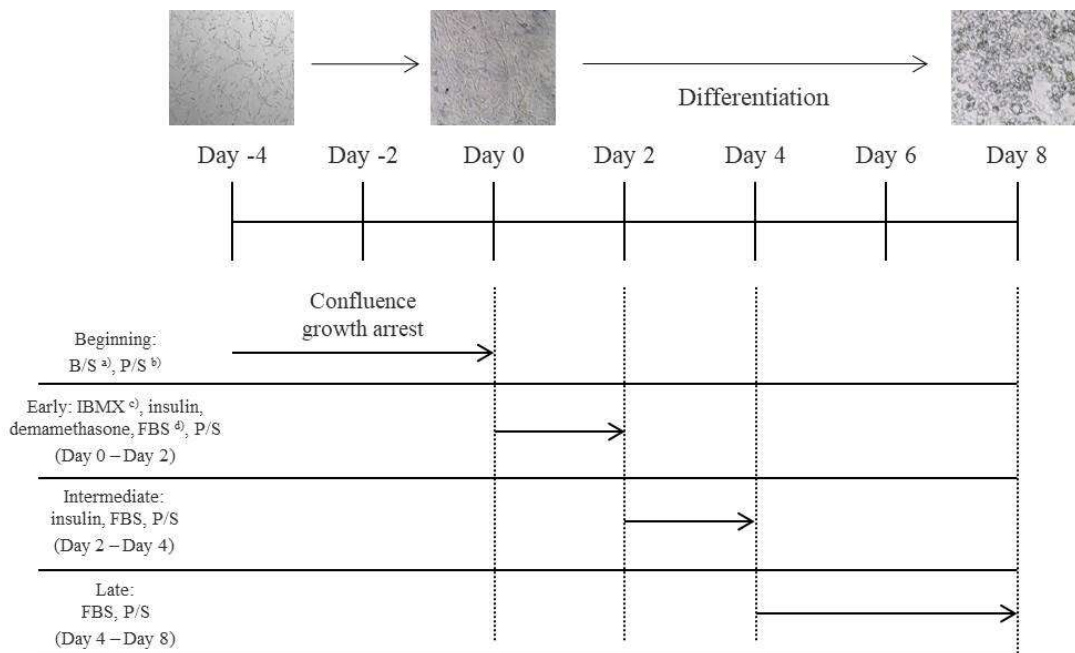 Differentiation
Day -4 Day -2 Day 0 Day 2 Day 4 Day 6 Day 8
Confluence
growth arrest
Beginning:
B/S a), P/S b)
Early: IBMX c), insulin,
demamethasone, FBS d), P/S
(Day 0 – Day 2)
Intermediate:
insulin, FBS, P/S
(Day 2 – Day 4)
Late:
FBS, P/S
(Day 4 – Day 8)